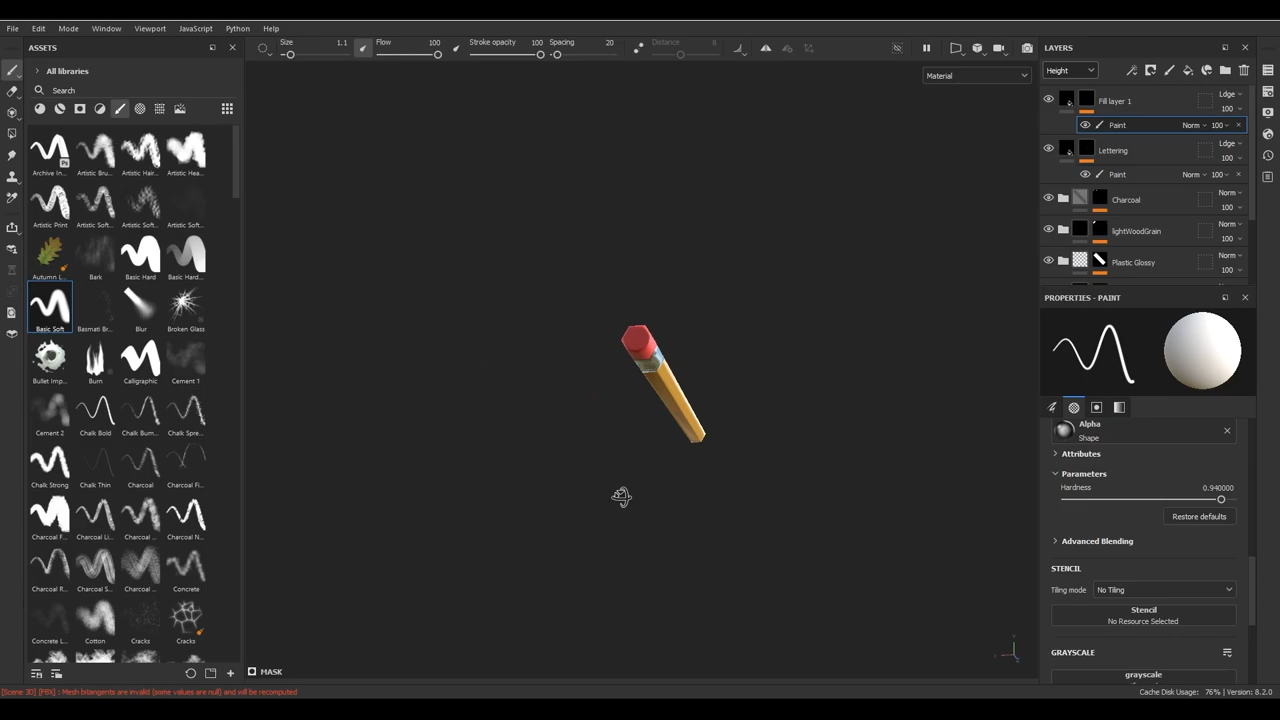 File Edit Mode Window Viewport JavaScript Python Help
ASSETS
Size 1.1 Flow 100 Stroke opacity 100 Spacing 20 Distance 8
LAYERS
All libraries
Material
Height
Search
Fill layer 1 Ldge 100
Paint Norm 100
Lettering Ldge 100
Paint Norm 100
Charcoal Norm 100
lightWoodGrain Norm 100
Plastic Glossy Norm 100
Archive In... Artistic Bru... Artistic Hair... Artistic Hea...
Artistic Print Artistic Sof... Artistic Soft... Artistic Sof...
Autumn L... Bark Basic Hard Basic Hard...
Basic Soft Basmati Br... Blur Broken Glass
Bullet Imp... Burn Calligraphic Cement 1
Cement 2 Chalk Bold Chalk Bum... Chalk Spre...
Chalk Strong Chalk Thin Charcoal Charcoal Fi...
Charcoal F... Charcoal Li... Charcoal ... Charcoal N...
Charcoal R... Charcoal S... Charcoal ... Concrete
Concrete L... Cotton Cracks Cracks
PROPERTIES - PAINT
Alpha
Shape
Attributes
Parameters
Hardness 0.940000
Restore defaults
Advanced Blending
STENCIL
Tiling mode No Tiling
Stencil
No Resource Selected
GRAYSCALE
grayscale
MASK
[Scene 3D] [FBX] : Mesh bitangents are invalid (some values are null) and will be recomputed
Cache Disk Usage: 76% | Version: 8.2.0